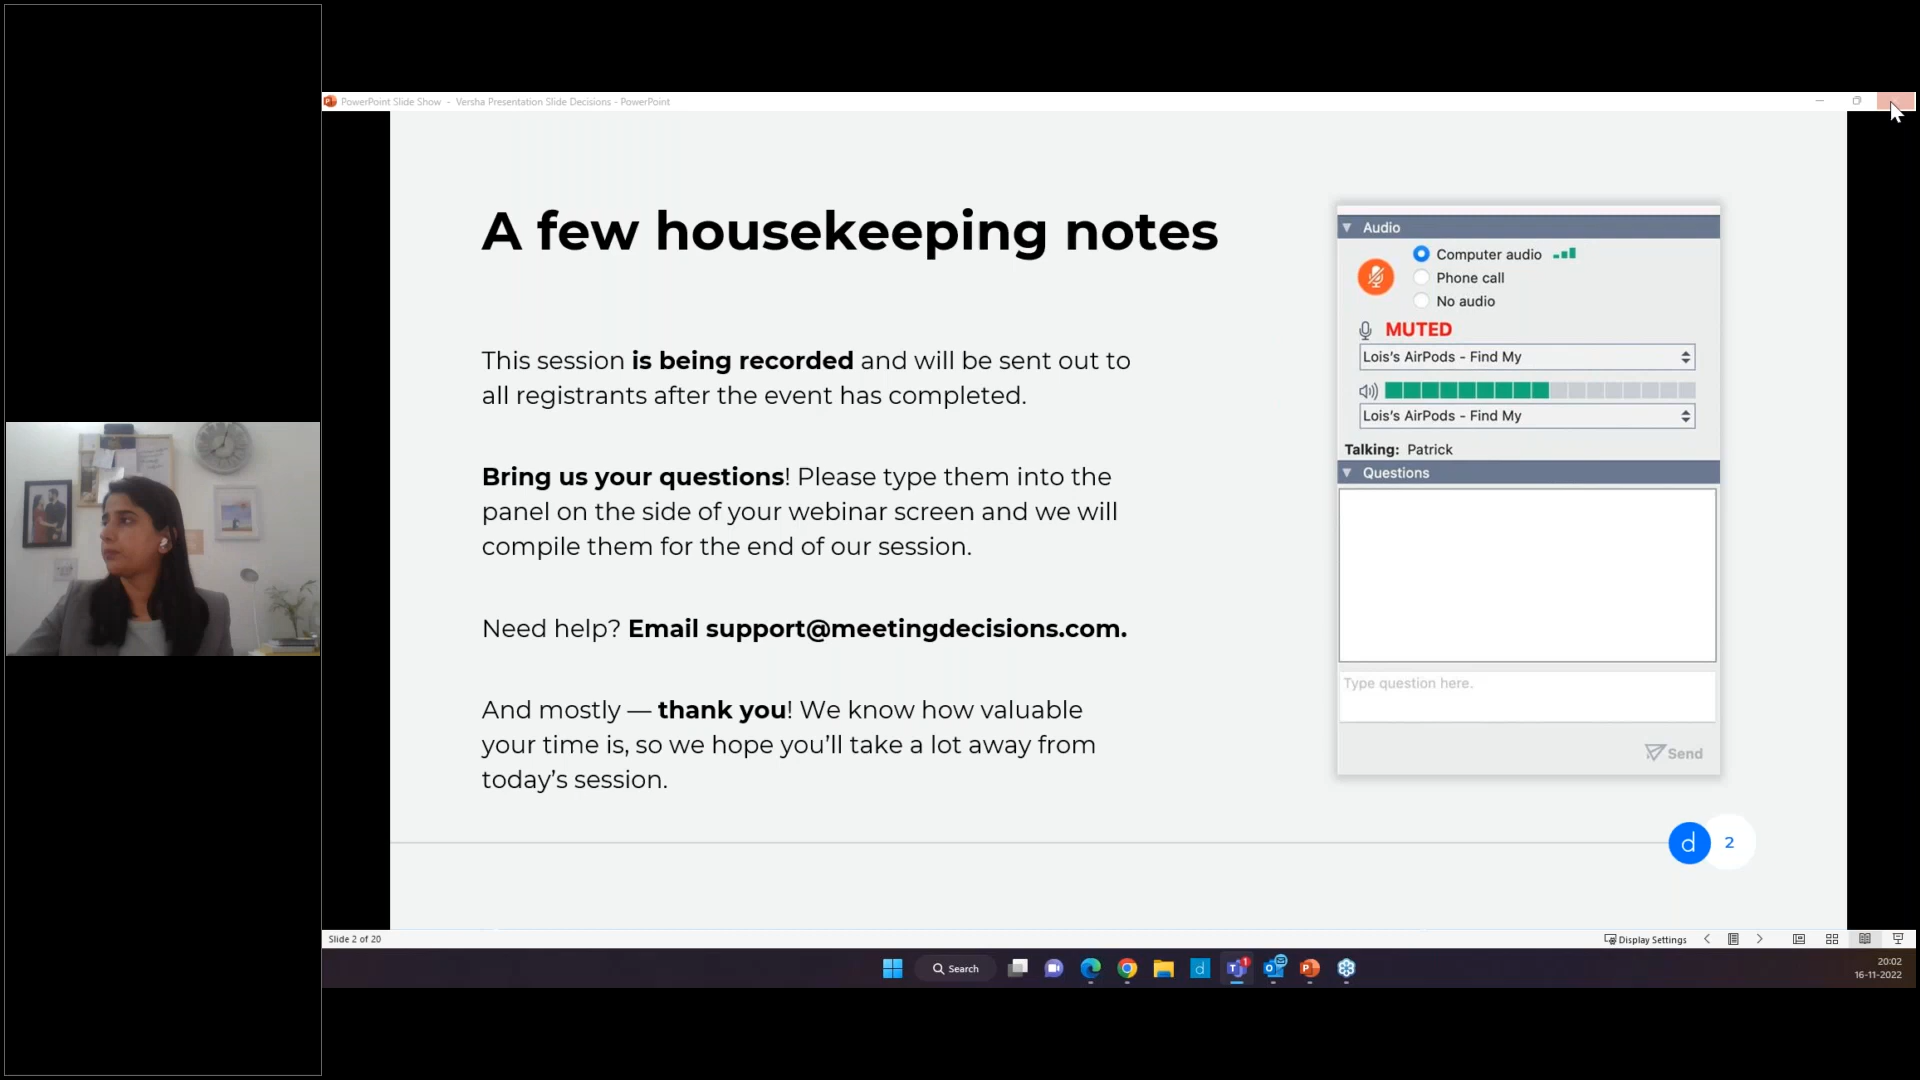 PowerPoint Slide Show - Versha Presentation Slide Decisions - PowerPoint
A few housekeeping notes
This session is being recorded and will be sent out to
all registrants after the event has completed.
Bring us your questions! Please type them into the
panel on the side of your webinar screen and we will
compile them for the end of our session.
Need help? Email support@meetingdecisions.com.
And mostly — thank you! We know how valuable
your time is, so we hope you’ll take a lot away from
today’s session.
Audio
Computer audio
Phone call
No audio
MUTED
Lois’s AirPods - Find My
Lois’s AirPods - Find My
Talking: Patrick
Questions
Type question here.
Send
d 2
Slide 2 of 20
Display Settings
Search
20:02
16-11-2022